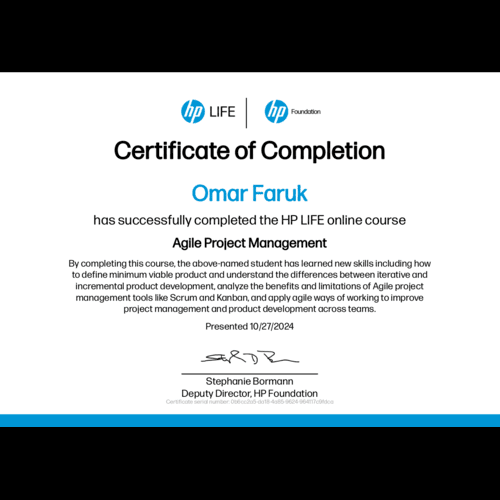 hp LIFE hp Foundation
Certificate of Completion
Omar Faruk
has successfully completed the HP LIFE online course
Agile Project Management
By completing this course, the above-named student has learned new skills including how
to define minimum viable product and understand the differences between iterative and
incremental product development, analyze the benefits and limitations of Agile project
management tools like Scrum and Kanban, and apply agile ways of working to improve
project management and product development across teams.
Presented 10/27/2024
Stephanie Bormann
Deputy Director, HP Foundation
Certificate serial number: